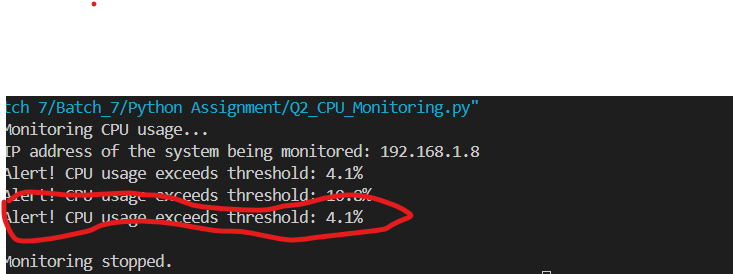 tch 7/Batch_7/Python Assignment/Q2_CPU_Monitoring.py"
Monitoring CPU usage...
IP address of the system being monitored: 192.168.1.8
Alert! CPU usage exceeds threshold: 4.1%
Alert! CPU usage exceeds threshold: 10.8%
Alert! CPU usage exceeds threshold: 4.1%
Monitoring stopped.